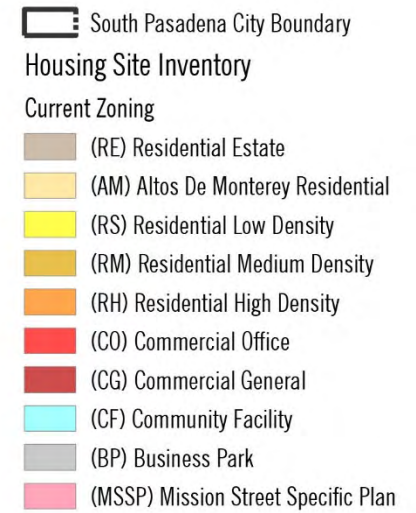 South Pasadena City Boundary
Housing Site Inventory
Current Zoning
(RE) Residential Estate
(AM) Altos De Monterey Residential
(RS) Residential Low Density
(RM) Residential Medium Density
(RH) Residential High Density
(CO) Commercial Office
(CG) Commercial General
(CF) Community Facility
(BP) Business Park
(MSSP) Mission Street Specific Plan